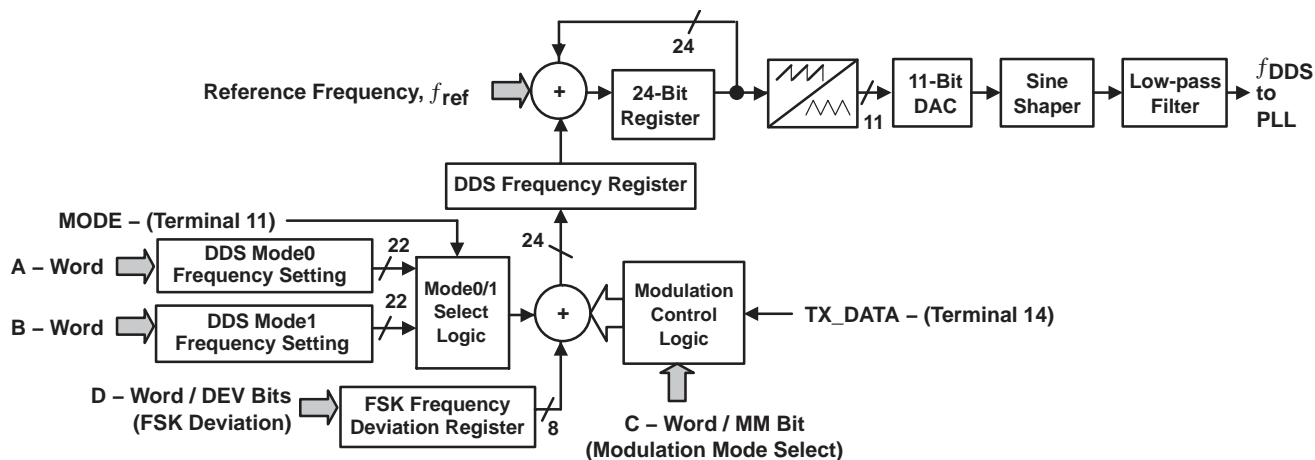 24
Reference Frequency, fref
+
24-Bit
Register
11
11-Bit
DAC
Sine
Shaper
Low-pass
Filter
fDDS
to
PLL
DDS Frequency Register
MODE – (Terminal 11)
24
A – Word
DDS Mode0
Frequency Setting
22
B – Word
DDS Mode1
Frequency Setting
22
Mode0/1
Select
Logic
+
Modulation
Control
Logic
TX_DATA – (Terminal 14)
D – Word / DEV Bits
(FSK Deviation)
FSK Frequency
Deviation Register
8
C – Word / MM Bit
(Modulation Mode Select)